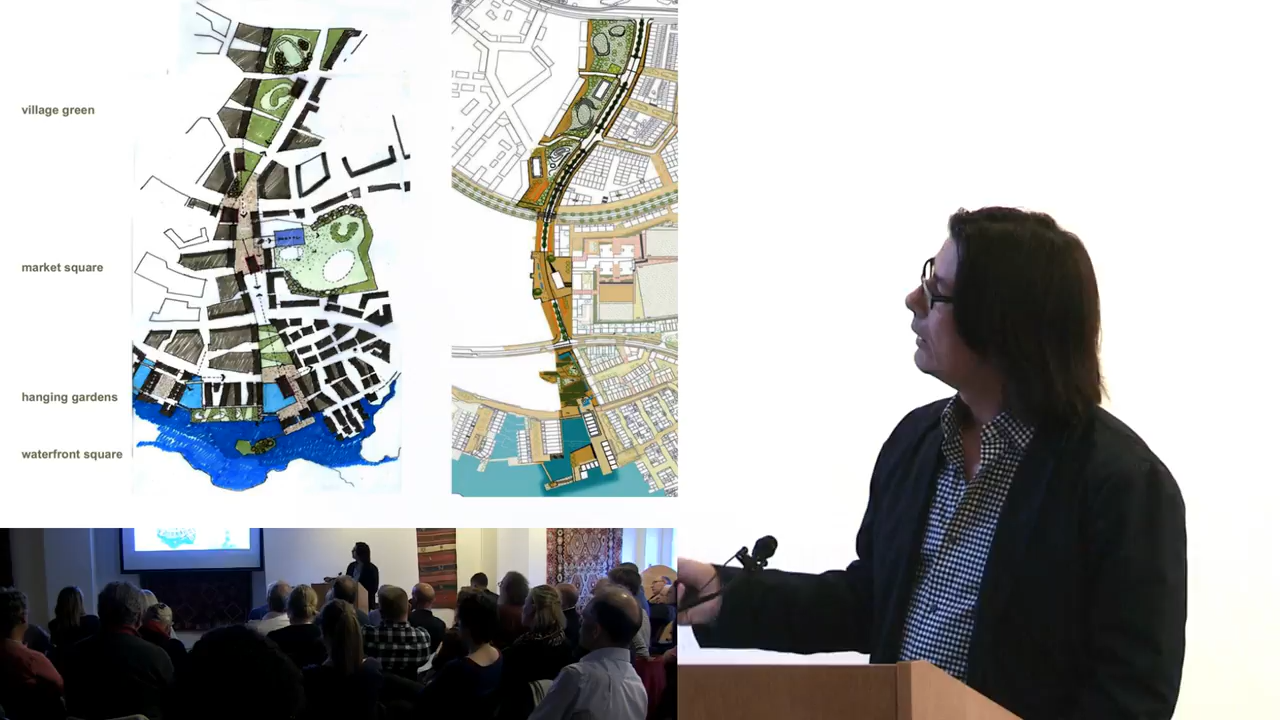 village green
market square
hanging gardens
waterfront square